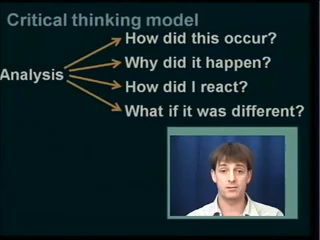 Critical thinking model
How did this occur?
Why did it happen?
Analysis
How did I react?
What if it was different?